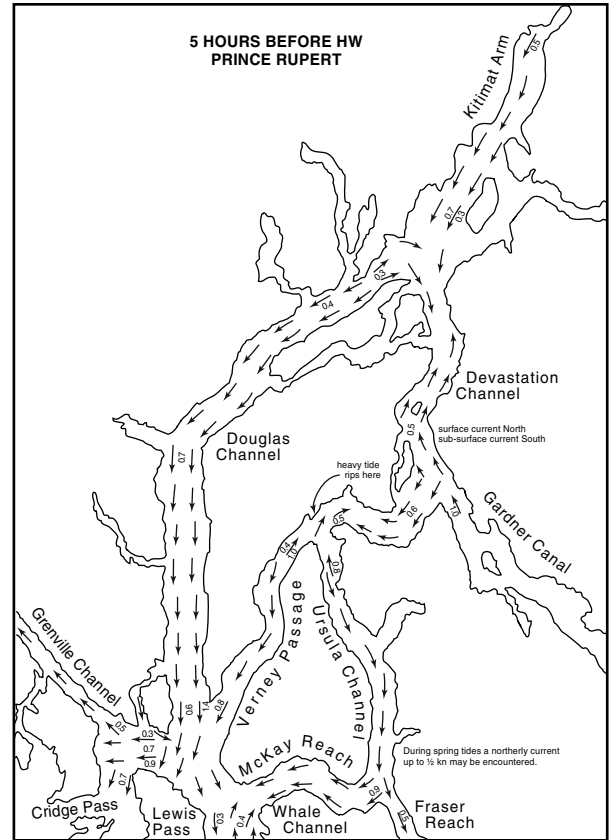 5 HOURS BEFORE HW
PRINCE RUPERT
Kitimat Arm
0.5
0.7
0.3
0.3
0.4
Devastation
Channel
surface current North
sub-surface current South
0.5
Douglas
Channel
0.7
heavy tide
rips here
0.5
0.6
1.0
Gardner Canal
0.4
1.0
0.8
Verney Passage
Ursula Channel
Grenville Channel
0.6
1.4
0.8
0.5
0.3
0.7
0.9
0.7
McKay Reach
During spring tides a northerly current
up to ½ kn may be encountered.
0.9
0.5
Cridge Pass
Lewis
Pass
0.3
0.4
Whale
Channel
Fraser
Reach